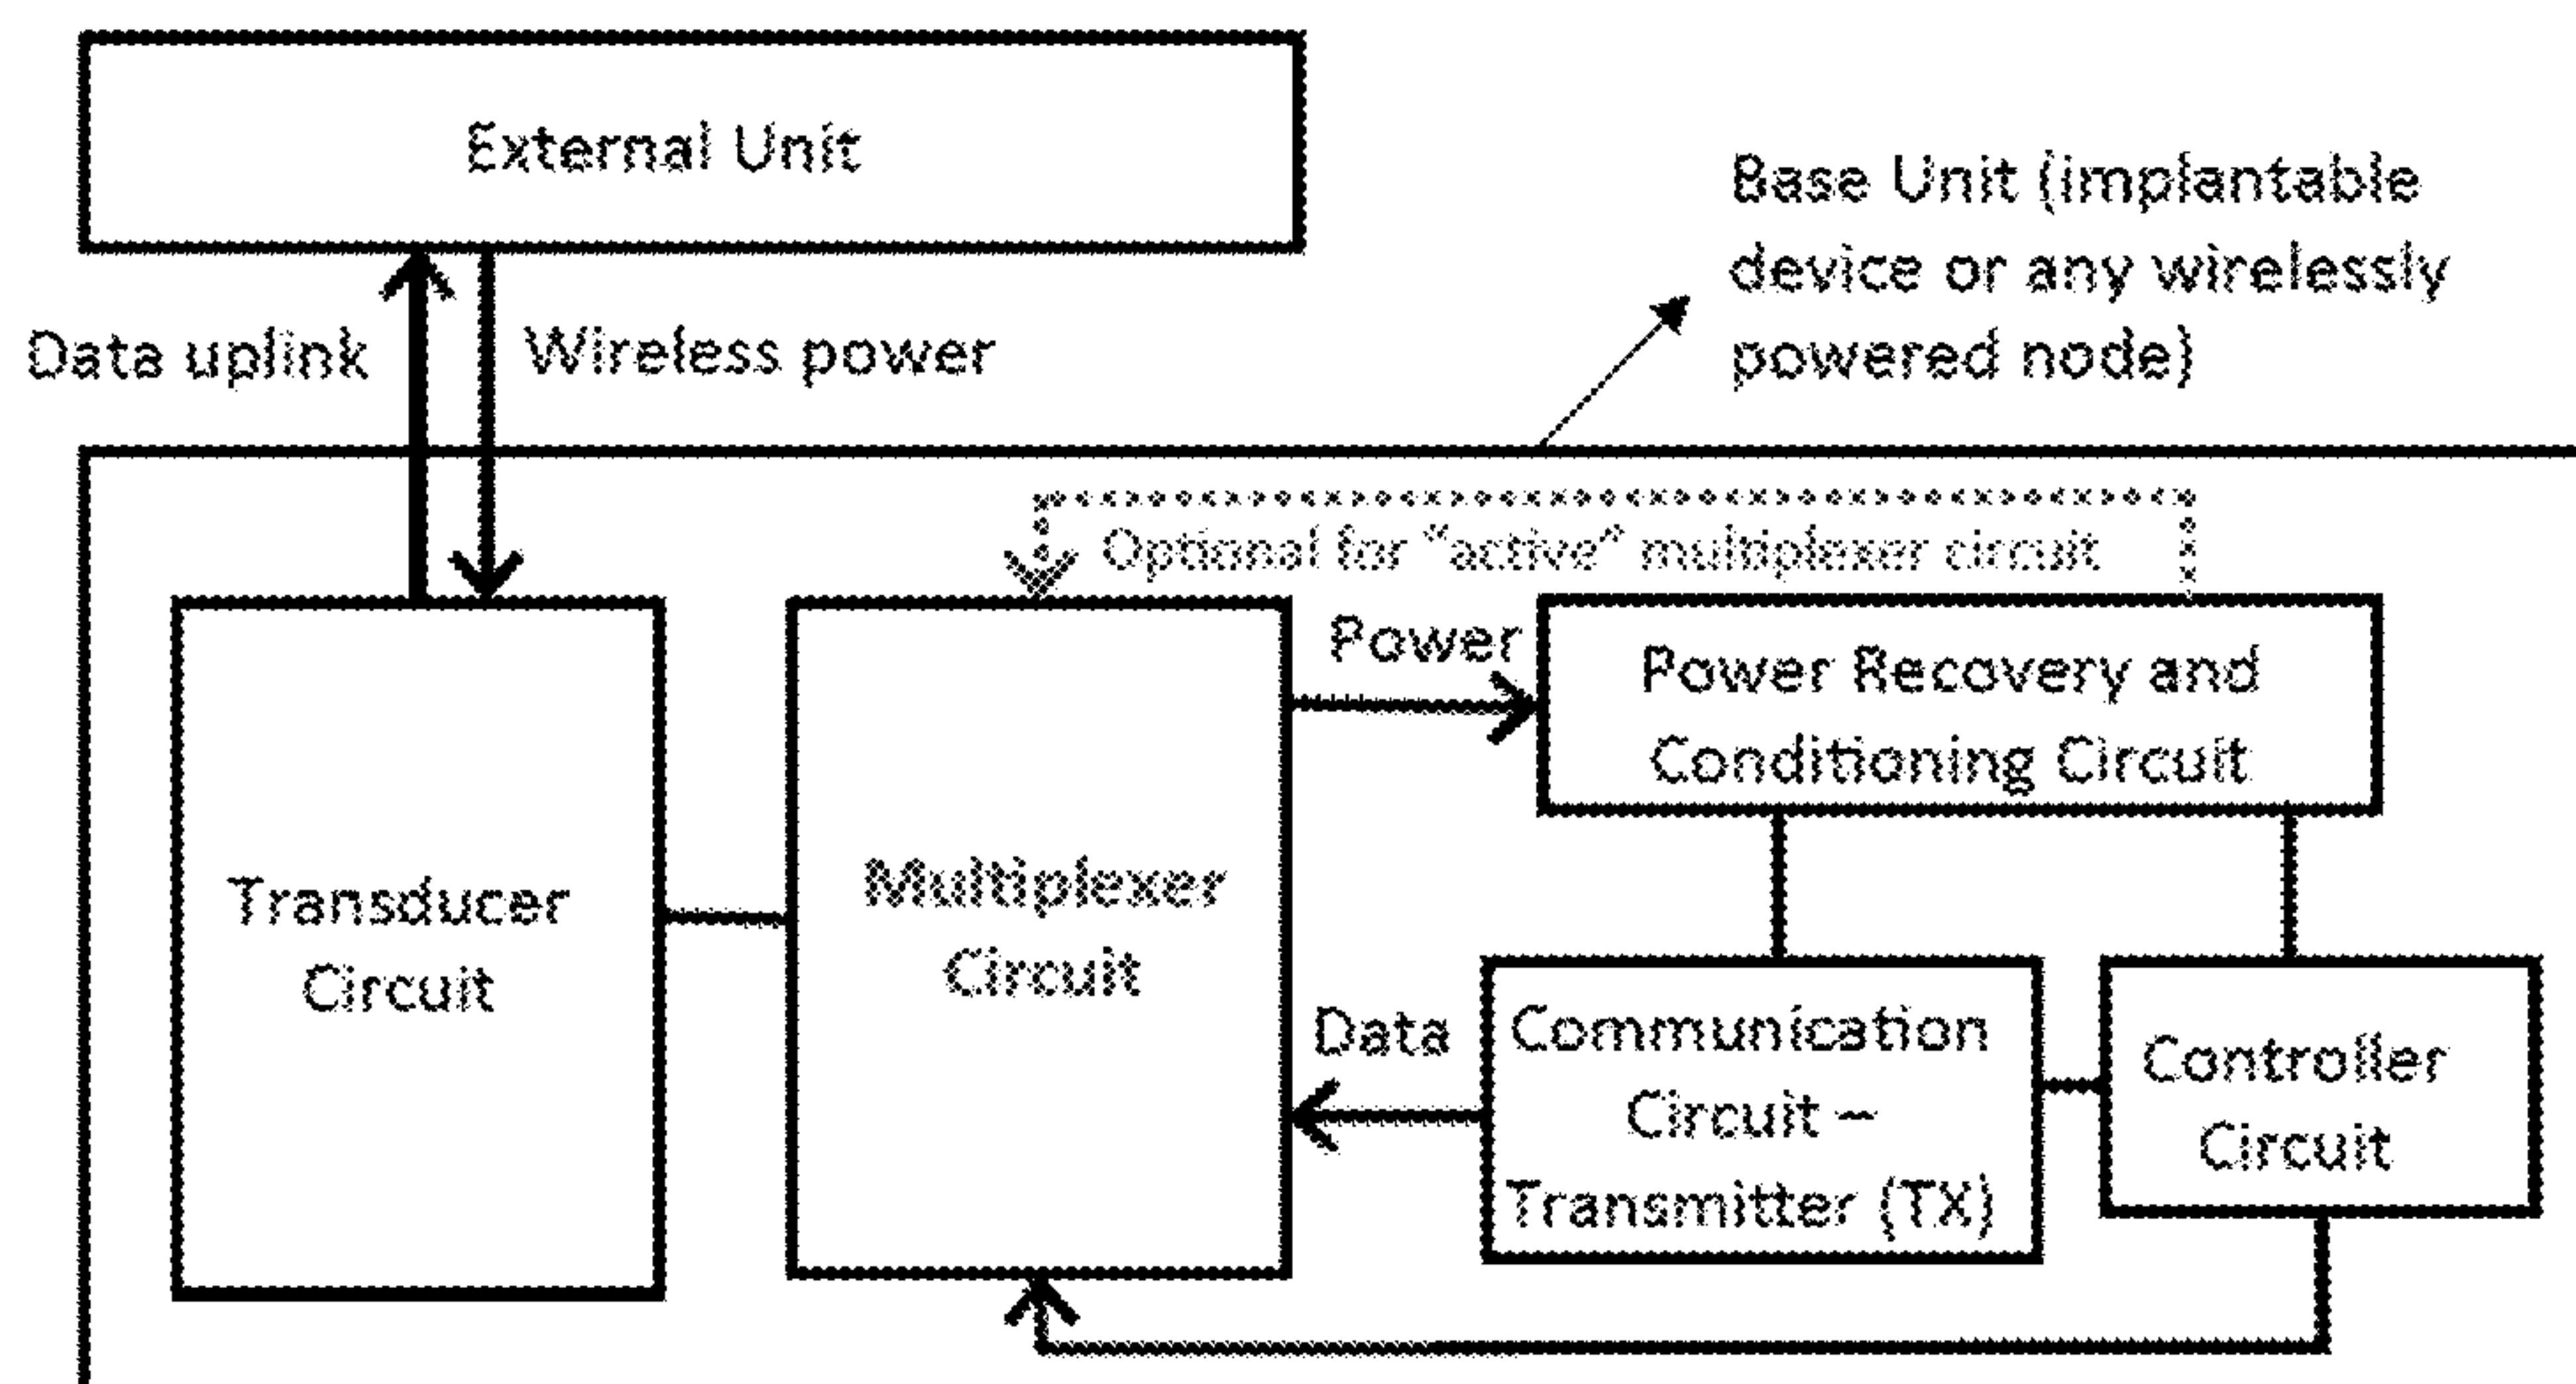 External Unit
Base Unit (implantable
device or any wirelessly
powered node)
Data uplink
Wireless power
Optional for “active” multiplexer circuit
Power
Power Recovery and
Conditioning Circuit
Transducer
Circuit
Multiplexer
Circuit
Data
Communication
Circuit –
Transmitter (TX)
Controller
Circuit